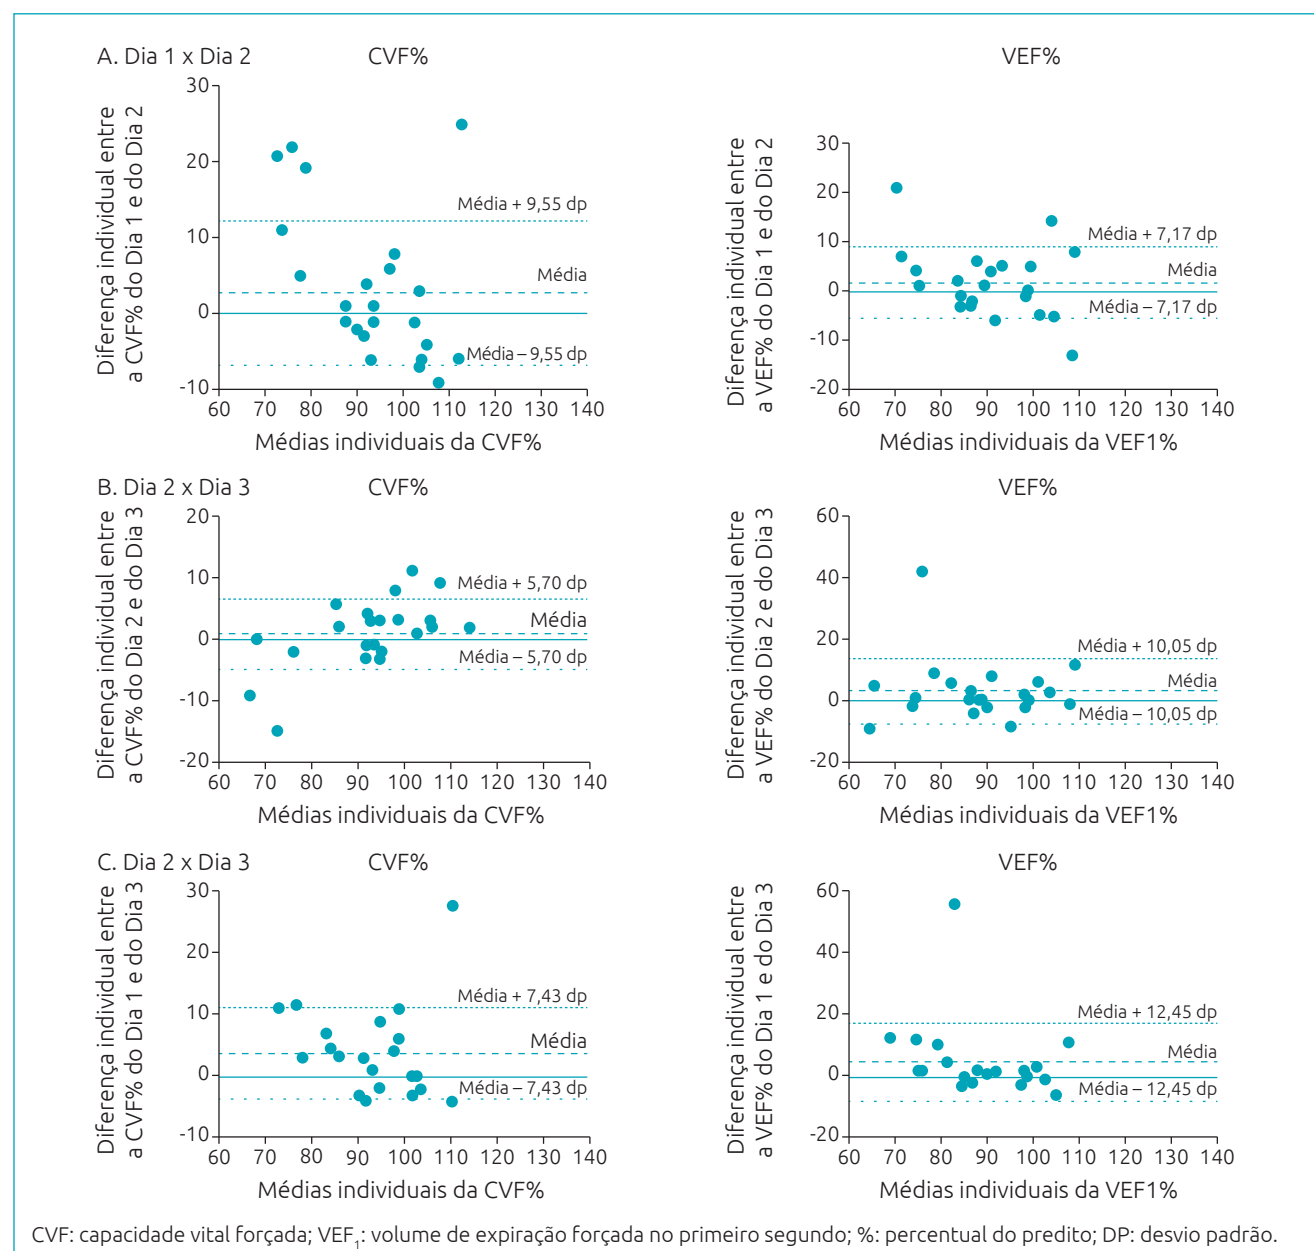 A. Dia 1 x Dia 2
CVF%
Diferença individual entre
a CVF% do Dia 1 e do Dia 2
30
20
10
0
-10
Média + 9,55 dp
Média
Média – 9,55 dp
60 70 80 90 100 110 120 130 140
Médias individuais da CVF%
VEF%
Diferença individual entre
a VEF% do Dia 1 e do Dia 2
30
20
10
0
-10
-20
Média + 7,17 dp
Média
Média – 7,17 dp
60 70 80 90 100 110 120 130 140
Médias individuais da VEF1%
B. Dia 2 x Dia 3
CVF%
Diferença individual entre
a CVF% do Dia 2 e do Dia 3
20
10
0
-10
-20
Média + 5,70 dp
Média
Média – 5,70 dp
60 70 80 90 100 110 120 130 140
Médias individuais da CVF%
VEF%
Diferença individual entre
a VEF% do Dia 2 e do Dia 3
60
40
20
0
-20
Média + 10,05 dp
Média
Média – 10,05 dp
60 70 80 90 100 110 120 130 140
Médias individuais da VEF1%
C. Dia 2 x Dia 3
CVF%
Diferença individual entre
a CVF% do Dia 1 e do Dia 3
30
20
10
0
-10
Média + 7,43 dp
Média
Média – 7,43 dp
60 70 80 90 100 110 120 130 140
Médias individuais da CVF%
VEF%
Diferença individual entre
a VEF% do Dia 1 e do Dia 3
60
40
20
0
-20
Média + 12,45 dp
Média
Média – 12,45 dp
60 70 80 90 100 110 120 130 140
Médias individuais da VEF1%
CVF: capacidade vital forçada; VEF₁: volume de expiração forçada no primeiro segundo; %: percentual do predito; DP: desvio padrão.